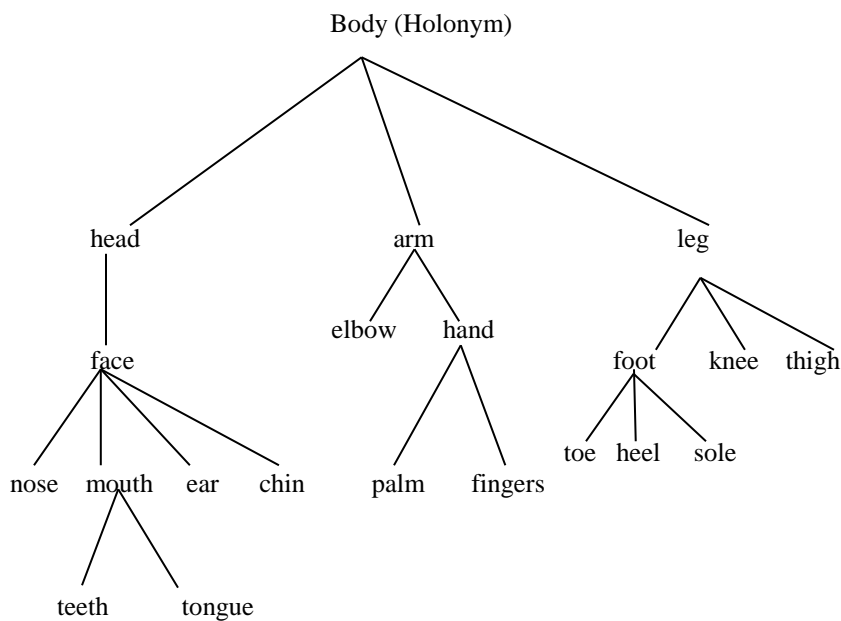 Body (Holonym)
head arm leg
elbow hand
face foot knee thigh
toe heel sole
nose mouth ear chin palm fingers
teeth tongue